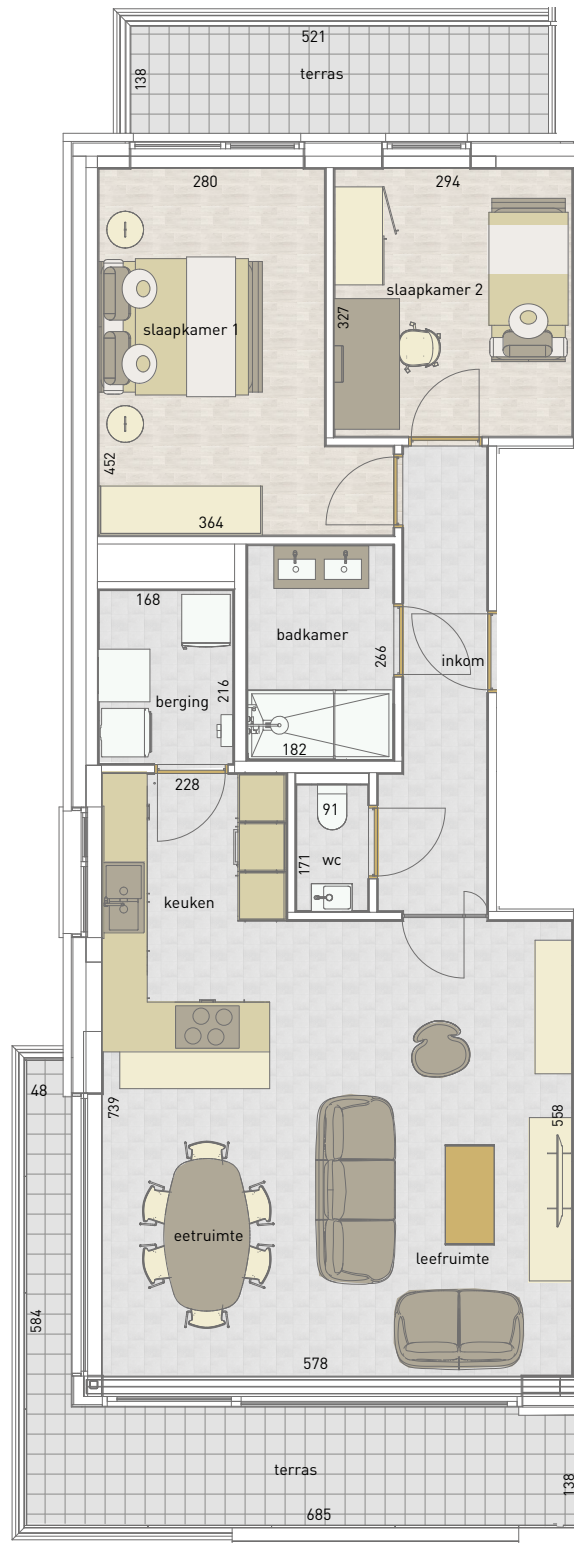 521
138
terras
280
294
slaapkamer 2
327
slaapkamer 1
452
364
168
badkamer
266
inkom
berging
216
182
228
91
171
wc
keuken
48
739
558
eetruimte
leefruimte
584
578
terras
138
685